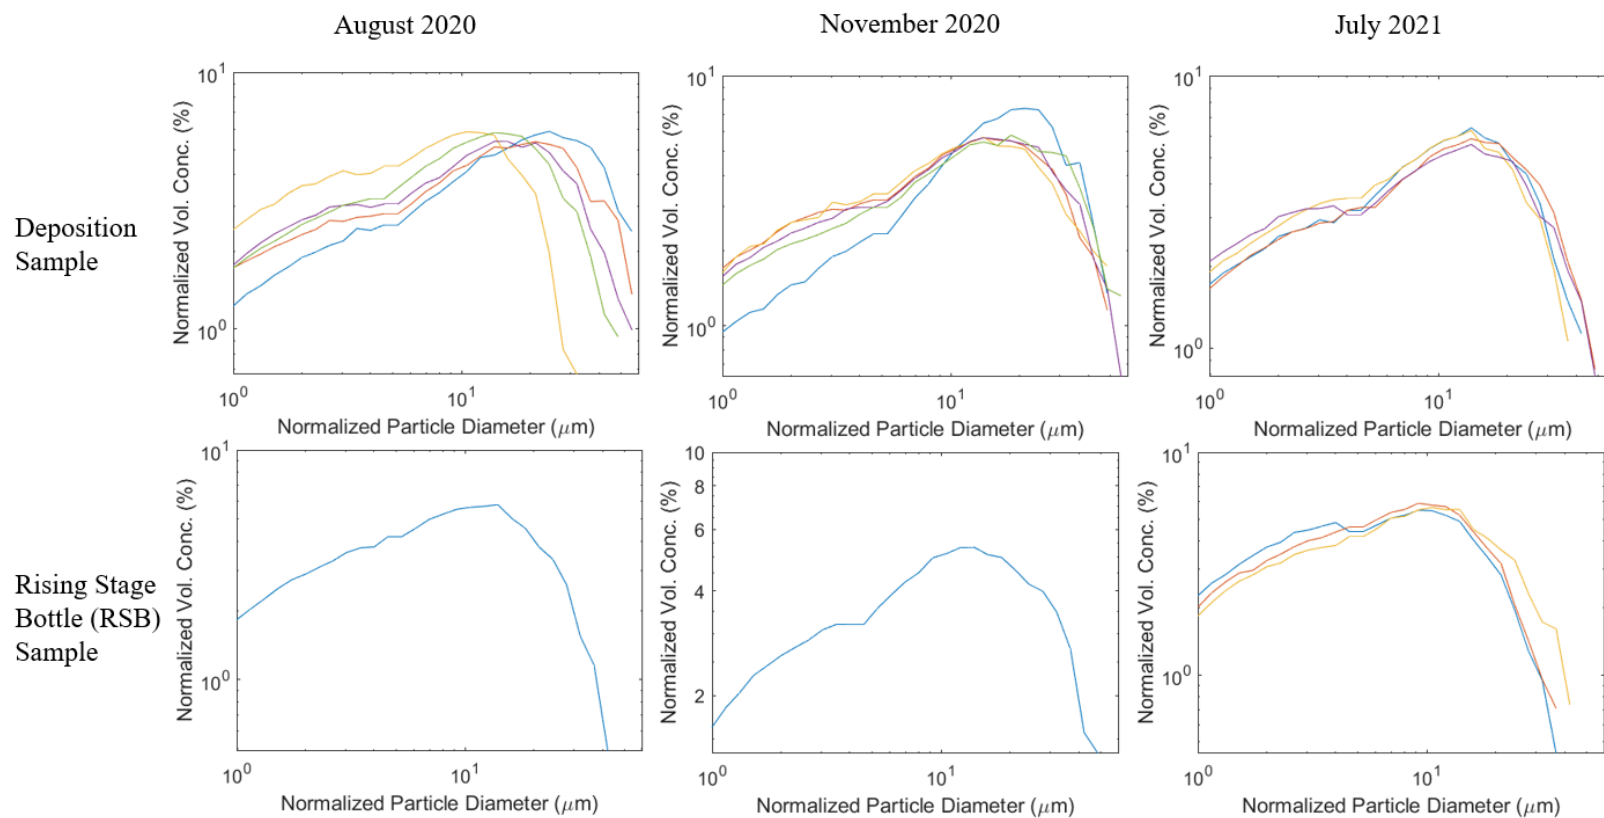 August 2020
November 2020
July 2021
Deposition
Sample
Normalized Vol. Conc. (%)
10^1
10^0
10^0
10^1
Normalized Particle Diameter (μm)
Normalized Vol. Conc. (%)
10^1
10^0
10^0
10^1
Normalized Particle Diameter (μm)
Normalized Vol. Conc. (%)
10^1
10^0
10^0
10^1
Normalized Particle Diameter (μm)
Rising Stage
Bottle (RSB)
Sample
Normalized Vol. Conc. (%)
10^1
10^0
10^0
10^1
Normalized Particle Diameter (μm)
Normalized Vol. Conc. (%)
10
8
6
4
2
10^0
10^1
Normalized Particle Diameter (μm)
Normalized Vol. Conc. (%)
10^1
10^0
10^0
10^1
Normalized Particle Diameter (μm)